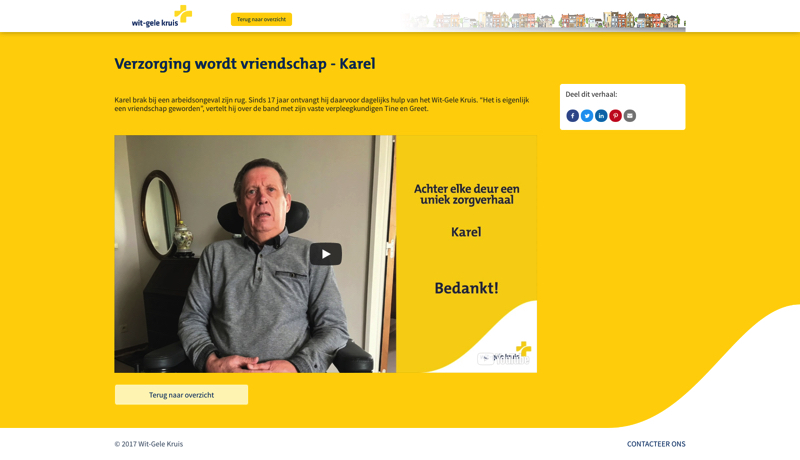 wit-gele kruis
Terug naar overzicht
Verzorging wordt vriendschap - Karel
Karel brak bij een arbeidsongeval zijn rug. Sinds 17 jaar ontvangt hij daarvoor dagelijks hulp van het Wit-Gele Kruis. “Het is eigenlijk
een vriendschap geworden”, vertelt hij over de band met zijn vaste verpleegkundigen Tine en Greet.
Deel dit verhaal:
Achter elke deur een
uniek zorgverhaal
Karel
Bedankt!
Terug naar overzicht
© 2017 Wit-Gele Kruis
CONTACTEER ONS